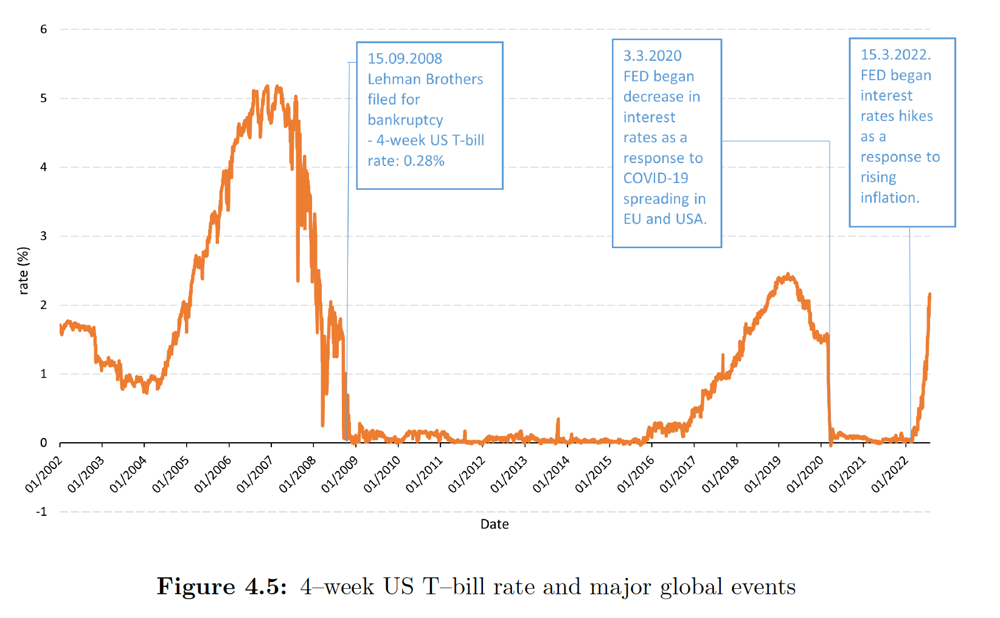 6
5
4
3
2
1
0
-1
rate (%)
15.09.2008
Lehman Brothers
filed for
bankruptcy
- 4-week US T-bill
rate: 0.28%
3.3.2020
FED began
decrease in
interest
rates as a
response to
COVID-19
spreading in
EU and USA.
15.3.2022.
FED began
interest
rates hikes
as a
response to
rising
inflation.
01/2002
01/2003
01/2004
01/2005
01/2006
01/2007
01/2008
01/2009
01/2010
01/2011
01/2012
01/2013
01/2014
01/2015
01/2016
01/2017
01/2018
01/2019
01/2020
01/2021
01/2022
Date
Figure 4.5: 4–week US T–bill rate and major global events